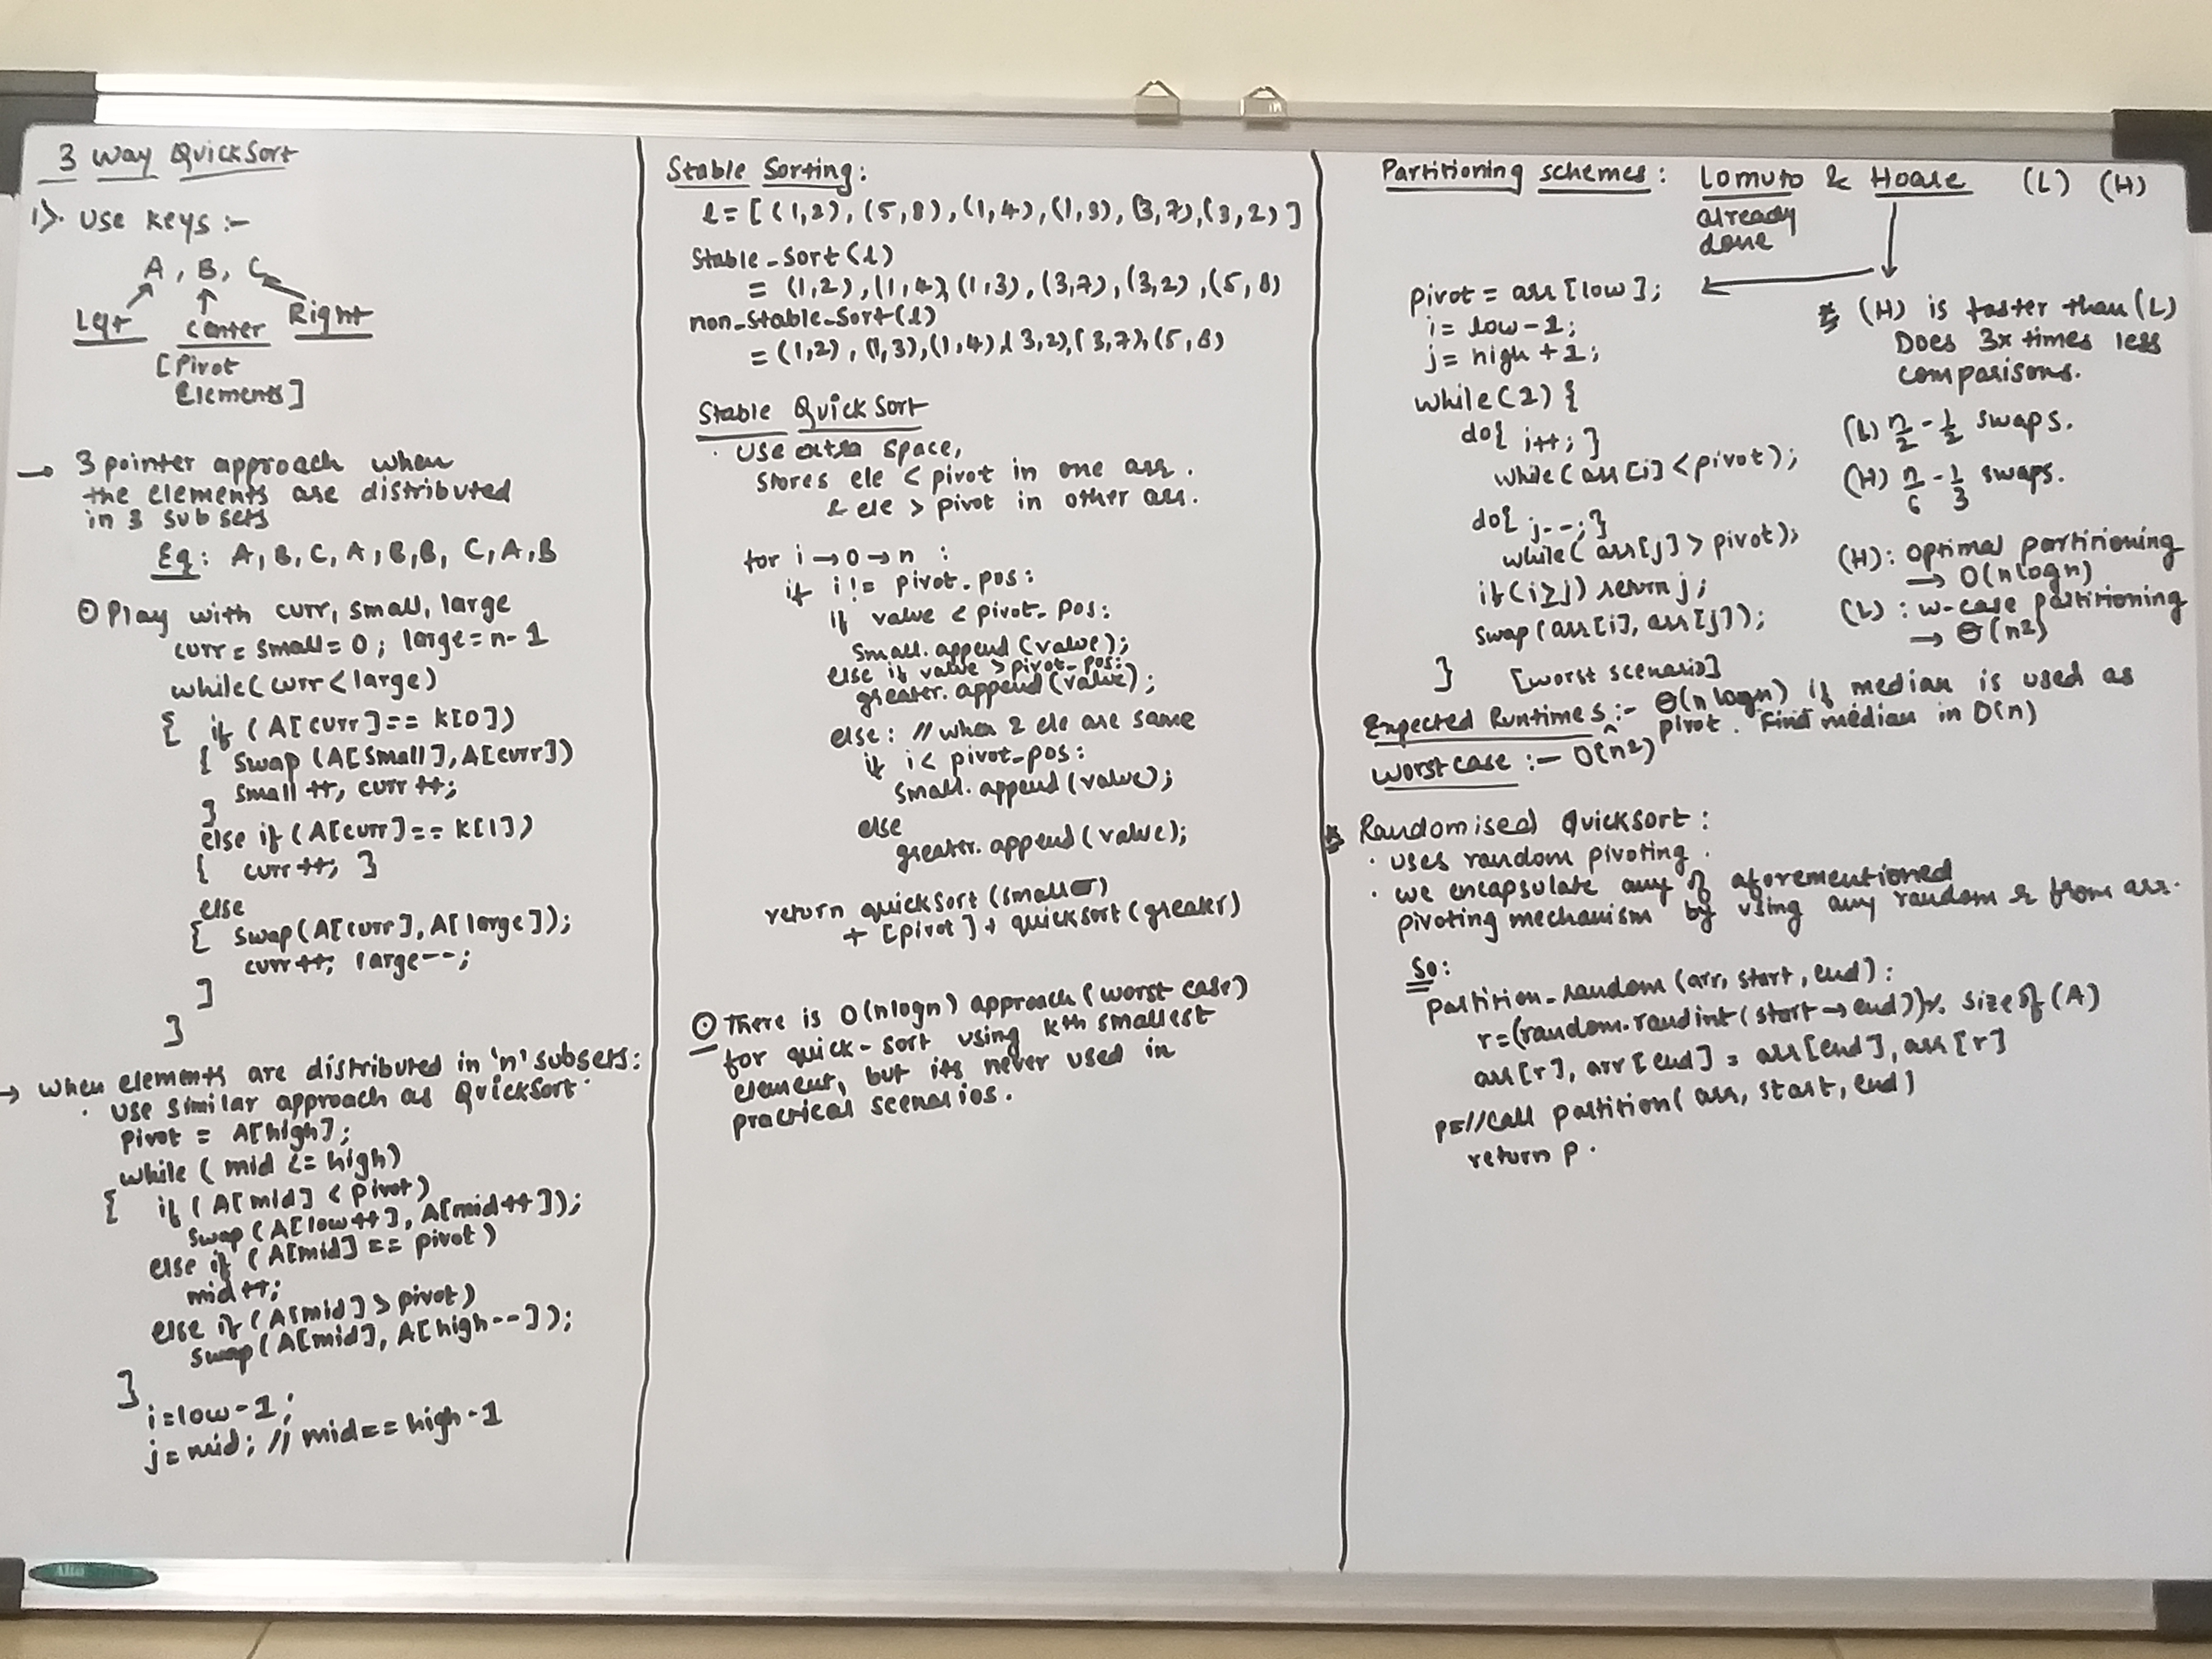 3 Way QuickSort
1). Use Keys :-
A, B, C
Left center Right
[Pivot
Elements]
→ 3 pointer approach when
the elements are distributed
in 3 subsets
Eg: A, B, C, A, B, B, C, A, B
⊙ Play with curr, small, large
curr = small = 0; large = n-1
while(curr < large)
{ if (A[curr] == K[0])
{ swap (A[small], A[curr])
small ++, curr ++;
}
else if (A[curr] == K[1])
{ curr ++; }
else
{ swap(A[curr], A[large]);
curr++; large--;
}
}
→ when elements are distributed in 'n' subsets:
· use similar approach as QuickSort
pivot = A[high];
while ( mid <= high)
{ if ( A[mid] < pivot)
swap (A[low++], A[mid++]);
else if (A[mid] == pivot)
mid ++;
else if (A[mid] > pivot)
swap (A[mid], A[high--]);
}
i=low-1;
j=mid; // mid == high-1
Stable Sorting:
l = [ (1,2), (5,8), (1,4), (1,3), (3,7), (3,2) ]
Stable_Sort(l)
= (1,2), (1,4), (1,3), (3,7), (3,2), (5,8)
non_stable_sort(l)
= (1,2), (1,3), (1,4), ( 3,2), ( 3,7), (5,8)
Stable QuickSort
· Use extra space,
stores ele < pivot in one arr.
& ele > pivot in other arr.
for i → 0 → n :
if i != pivot_pos:
if value < pivot_pos:
small.append (value);
else if value > pivot_pos:
greater.append (value);
else: // when 2 ele are same
if i < pivot_pos:
small.append (value);
else
greater.append (value);
return quicksort (small)
+ [pivot] + quicksort (greater)
⊙ There is O(nlogn) approach (worst case)
for quick-sort using Kth smallest
element, but its never used in
practical scenarios.
Partitioning schemes: Lomuto & Hoare (L) (H)
already
done
pivot = arr[low];
i = low-1;
j = high +1;
while(1) {
do{ i++; }
while( arr[i] < pivot);
do{ j--; }
while( arr[j] > pivot);
if(i≥j) return j;
swap (arr[i], arr[j]);
} [worst scenario]
* (H) is faster than (L)
Does 3x times less
comparisons.
(L) n/2 - 1/2 swaps.
(H) n/6 - 1/3 swaps.
(H): optimal partitioning
→ O(nlogn)
(L) : w-case partitioning
→ Θ(n2)
Expected Runtimes :- Θ(n logn) if median is used as
pivot. Find median in O(n)
Worst case :- O(n^2)
* Randomised Quicksort:
· uses random pivoting.
· we encapsulate any of aforementioned
pivoting mechanism by using any random r from arr.
So:
Partition_random (arr, start, end):
r=(random.randint(start → end))% sizeof(A)
arr[r], arr[end] = arr[end], arr[r]
p=//call partition( arr, start, end)
return p.